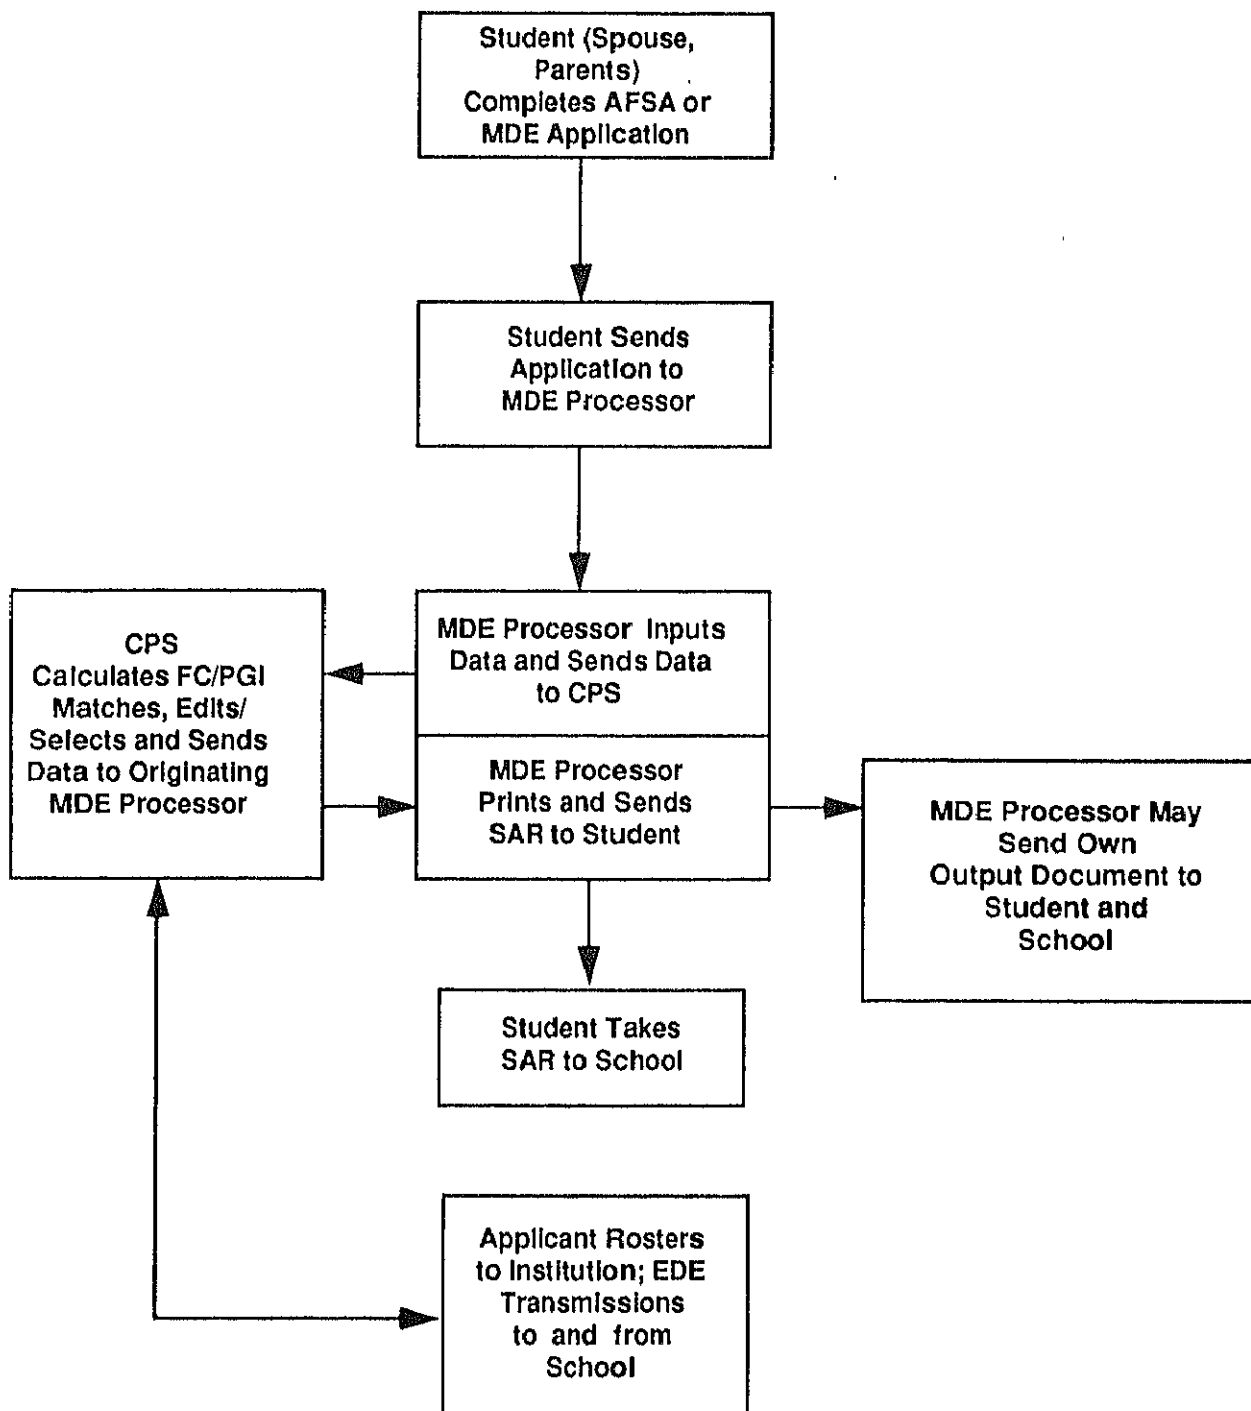 Student (Spouse,
Parents)
Completes AFSA or
MDE Application
Student Sends
Application to
MDE Processor
MDE Processor Inputs
Data and Sends Data
to CPS
CPS
Calculates FC/PGI
Matches, Edits/
Selects and Sends
Data to Originating
MDE Processor
MDE Processor
Prints and Sends
SAR to Student
MDE Processor May
Send Own
Output Document to
Student and
School
Student Takes
SAR to School
Applicant Rosters
to Institution; EDE
Transmissions
to and from
School